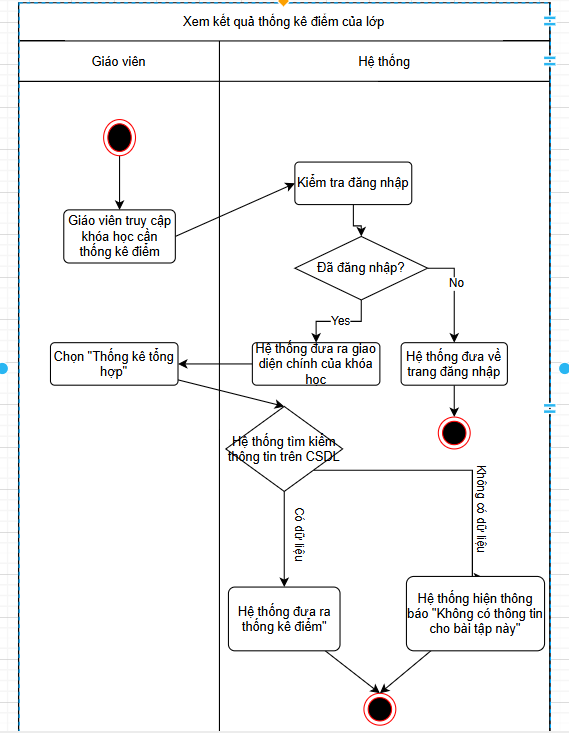 Xem kết quả thống kê điểm của lớp
Giáo viên
Hệ thống
Kiểm tra đăng nhập
Giáo viên truy cập
khóa học cần
thống kê điểm
Đã đăng nhập?
No
Yes
Chọn "Thống kê tổng
hợp"
Hệ thống đưa ra giao
diện chính của khóa
học
Hệ thống đưa về
trang đăng nhập
Hệ thống tìm kiếm
thông tin trên CSDL
Có dữ liệu
Không có dữ liệu
Hệ thống đưa ra
thống kê điểm"
Hệ thống hiện thông
báo "Không có thông tin
cho bài tập này"